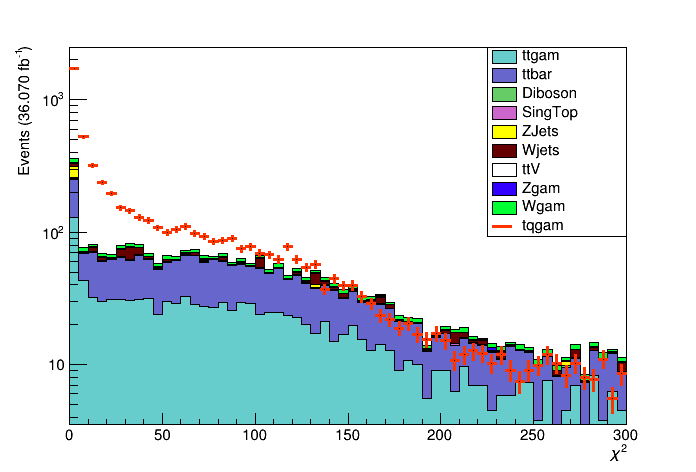 Events (36.070 fb⁻¹)
10³
10²
10
0
50
100
150
200
250
300
χ²
ttgam
ttbar
Diboson
SingTop
ZJets
Wjets
ttV
Zgam
Wgam
tqgam